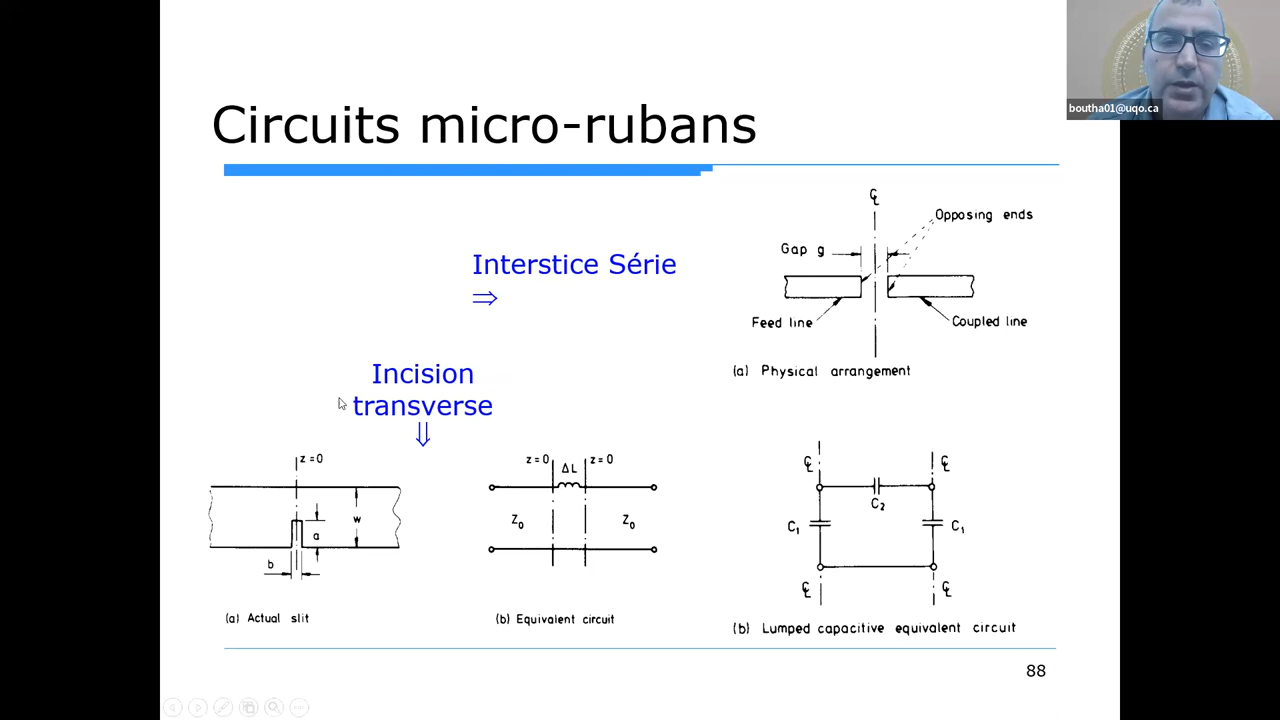 boutha01@uqo.ca
Circuits micro-rubans
Interstice Série
⇒
Incision
transverse
⇓
℄
Opposing ends
Gap g
Feed line
Coupled line
(a) Physical arrangement
z=0
w
a
b
(a) Actual slit
z=0
z=0
ΔL
Z₀
Z₀
(b) Equivalent circuit
℄
℄
C₂
C₁
C₁
℄
℄
(b) Lumped capacitive equivalent circuit
88